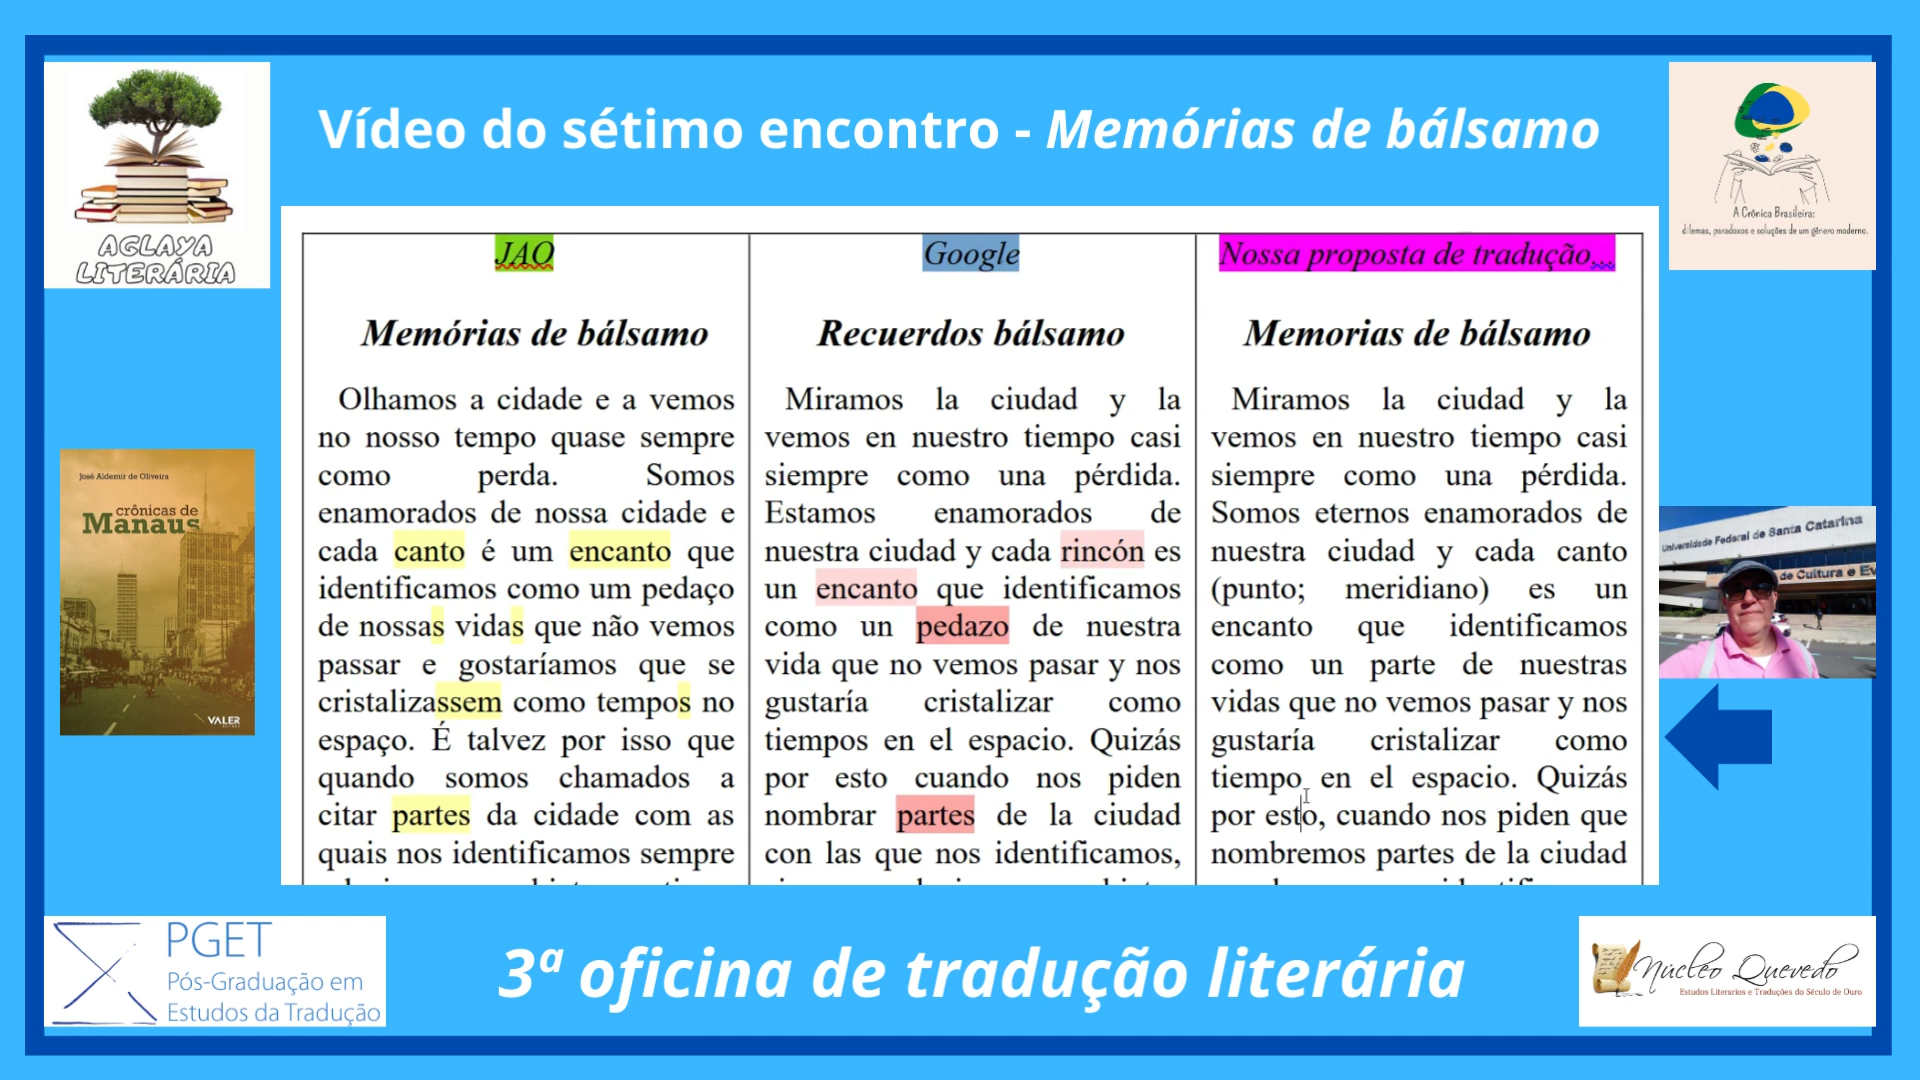 Vídeo do sétimo encontro - Memórias de bálsamo
AGLAYA
LITERÁRIA
A Crônica Brasileira:
dilemas, paradoxos e soluções de um gênero moderno.
JAO
Memórias de bálsamo
Olhamos a cidade e a vemos
no nosso tempo quase sempre
como perda. Somos
enamorados de nossa cidade e
cada canto é um encanto que
identificamos como um pedaço
de nossas vidas que não vemos
passar e gostaríamos que se
cristalizassem como tempos no
espaço. É talvez por isso que
quando somos chamados a
citar partes da cidade com as
quais nos identificamos sempre
Google
Recuerdos bálsamo
Miramos la ciudad y la
vemos en nuestro tiempo casi
siempre como una pérdida.
Estamos enamorados de
nuestra ciudad y cada rincón es
un encanto que identificamos
como un pedazo de nuestra
vida que no vemos pasar y nos
gustaría cristalizar como
tiempos en el espacio. Quizás
por esto cuando nos piden
nombrar partes de la ciudad
con las que nos identificamos,
Nossa proposta de tradução...
Memorias de bálsamo
Miramos la ciudad y la
vemos en nuestro tiempo casi
siempre como una pérdida.
Somos eternos enamorados de
nuestra ciudad y cada canto
(punto; meridiano) es un
encanto que identificamos
como un parte de nuestras
vidas que no vemos pasar y nos
gustaría cristalizar como
tiempo en el espacio. Quizás
por esto, cuando nos piden que
nombremos partes de la ciudad
José Aldemir de Oliveira
crônicas de
Manaus
VALER
Universidade Federal de Santa Catarina
de Cultura e Ev
PGET
Pós-Graduação em
Estudos da Tradução
3ª oficina de tradução literária
Núcleo Quevedo
Estudos Literarios e Traduções do Século de Ouro